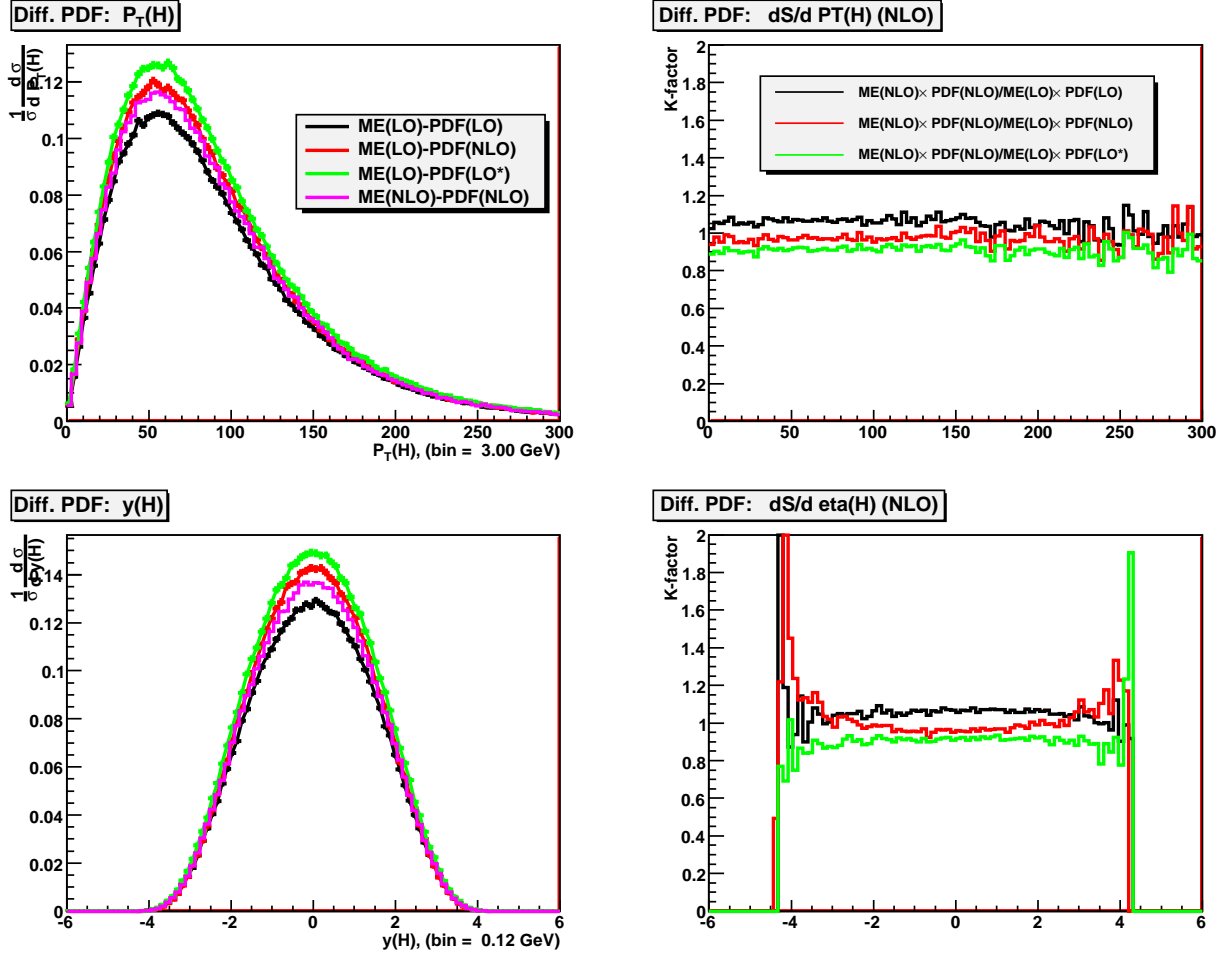 Diff. PDF: P_T(H)
1/σ dσ/d P_T(H)
0.12
0.1
0.08
0.06
0.04
0.02
0
ME(LO)-PDF(LO)
ME(LO)-PDF(NLO)
ME(LO)-PDF(LO*)
ME(NLO)-PDF(NLO)
0 50 100 150 200 250 300
P_T(H), (bin = 3.00 GeV)
Diff. PDF: dS/d PT(H) (NLO)
K-factor
2
1.8
1.6
1.4
1.2
1
0.8
0.6
0.4
0.2
0
ME(NLO)× PDF(NLO)/ME(LO)× PDF(LO)
ME(NLO)× PDF(NLO)/ME(LO)× PDF(NLO)
ME(NLO)× PDF(NLO)/ME(LO)× PDF(LO*)
0 50 100 150 200 250 300
Diff. PDF: y(H)
1/σ dσ/d y(H)
0.14
0.12
0.1
0.08
0.06
0.04
0.02
0
-6 -4 -2 0 2 4 6
y(H), (bin = 0.12 GeV)
Diff. PDF: dS/d eta(H) (NLO)
K-factor
2
1.8
1.6
1.4
1.2
1
0.8
0.6
0.4
0.2
0
-6 -4 -2 0 2 4 6